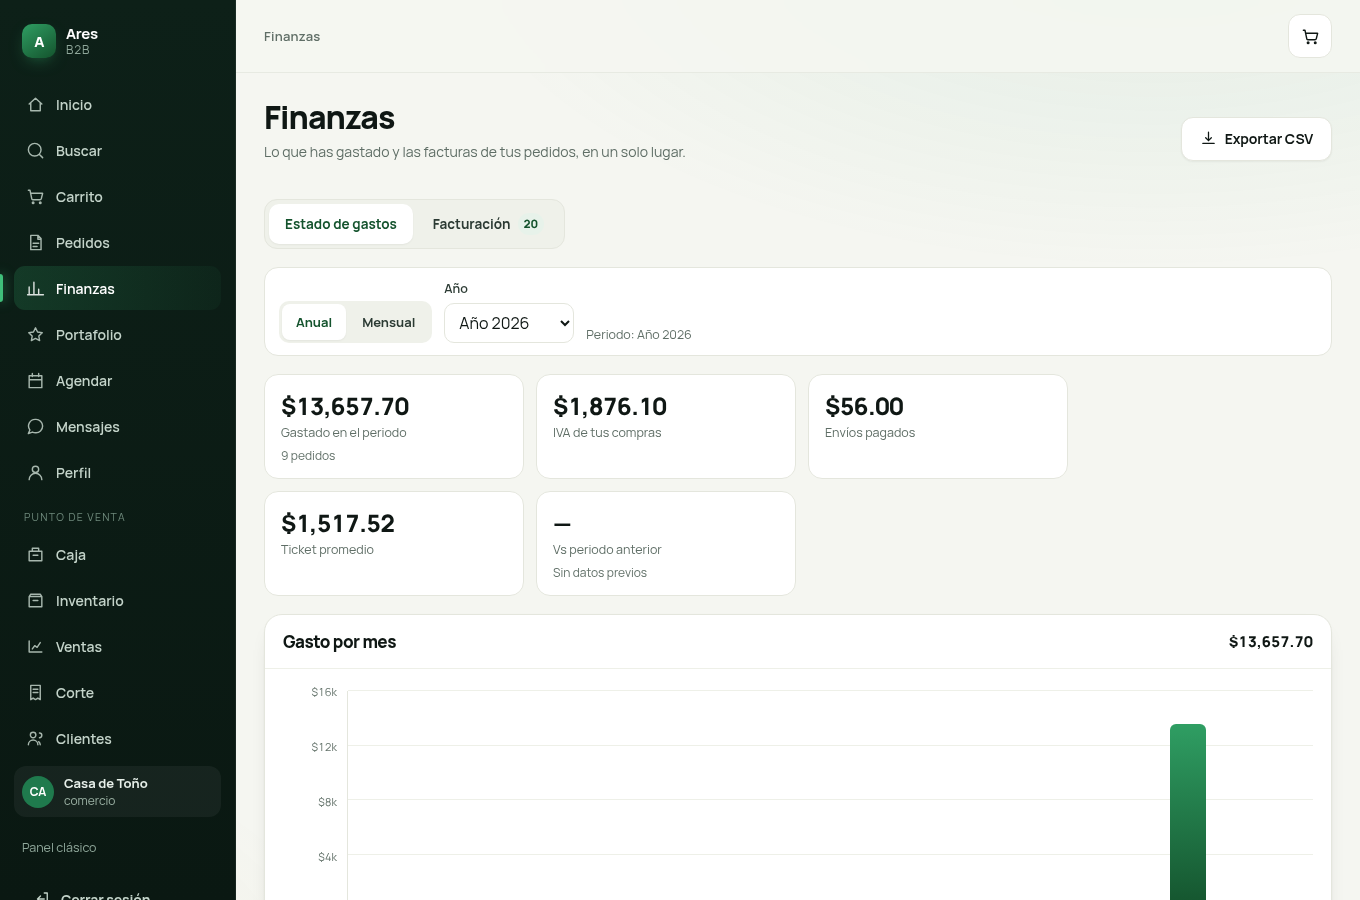 A
Ares
B2B
Inicio
Buscar
Carrito
Pedidos
Finanzas
Portafolio
Agendar
Mensajes
Perfil
PUNTO DE VENTA
Caja
Inventario
Ventas
Corte
Clientes
CA
Casa de Toño
comercio
Panel clásico
Cerrar sesión
Finanzas
Finanzas
Lo que has gastado y las facturas de tus pedidos, en un solo lugar.
Exportar CSV
Estado de gastos
Facturación 20
Año
Anual
Mensual
Año 2026
Periodo: Año 2026
$13,657.70
Gastado en el periodo
9 pedidos
$1,876.10
IVA de tus compras
$56.00
Envíos pagados
$1,517.52
Ticket promedio
—
Vs periodo anterior
Sin datos previos
Gasto por mes
$13,657.70
$16k
$12k
$8k
$4k